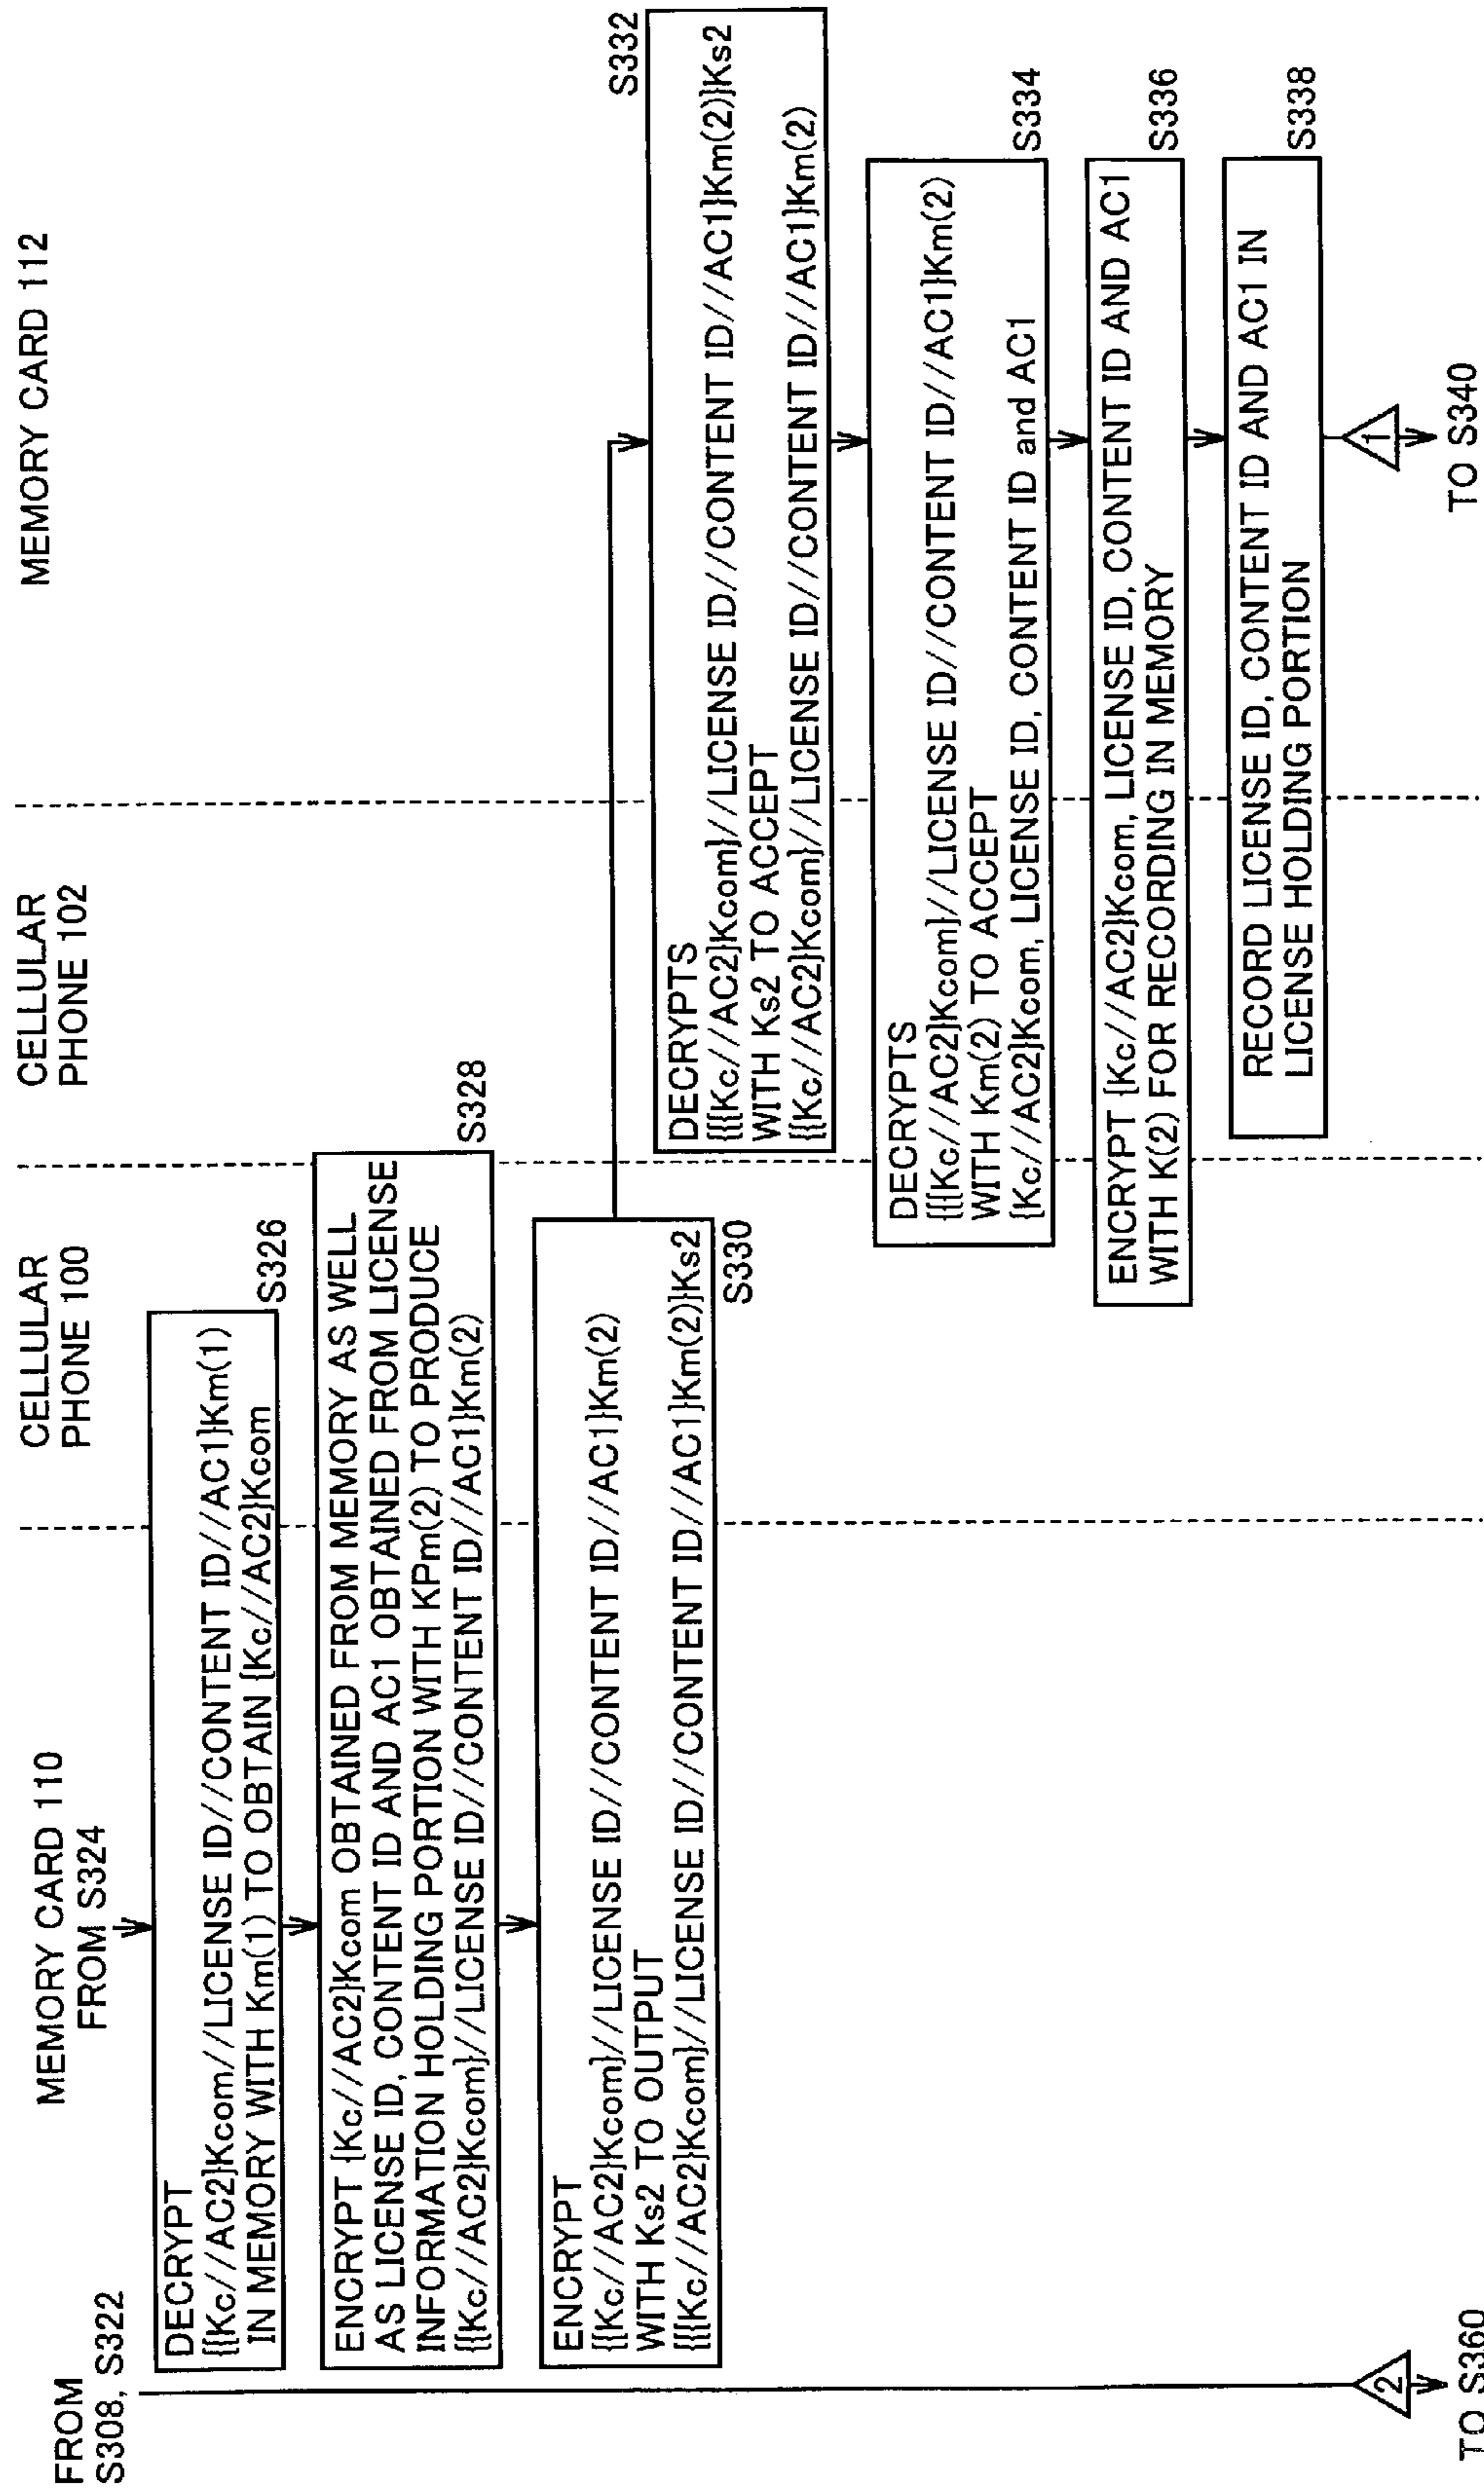 FROM
S308, S322
MEMORY CARD 110
FROM S324
CELLULAR
PHONE 100
CELLULAR
PHONE 102
MEMORY CARD 112
DECRYPT
{{Kc//AC2}Kcom//LICENSE ID//CONTENT ID//AC1}Km(1)
IN MEMORY WITH Km(1) TO OBTAIN {Kc//AC2}Kcom
S326
ENCRYPT {Kc//AC2}Kcom OBTAINED FROM MEMORY AS WELL
AS LICENSE ID, CONTENT ID AND AC1 OBTAINED FROM LICENSE
INFORMATION HOLDING PORTION WITH KPm(2) TO PRODUCE
{{{Kc//AC2}Kcom}//LICENSE ID//CONTENT ID//AC1}Km(2)
S328
ENCRYPT
{{{Kc//AC2}Kcom}//LICENSE ID//CONTENT ID//AC1}Km(2)
WITH Ks2 TO OUTPUT
{{{{Kc//AC2}Kcom}//LICENSE ID//CONTENT ID//AC1}Km(2)}Ks2
S330
S332
DECRYPTS
{{{{Kc//AC2}Kcom}//LICENSE ID//CONTENT ID//AC1}Km(2)}Ks2
WITH Ks2 TO ACCEPT
{{{Kc//AC2}Kcom}//LICENSE ID//CONTENT ID//AC1}Km(2)
DECRYPTS
{{{Kc//AC2}Kcom}//LICENSE ID//CONTENT ID//AC1}Km(2)
WITH Km(2) TO ACCEPT
{Kc//AC2}Kcom, LICENSE ID, CONTENT ID and AC1
S334
ENCRYPT {Kc//AC2}Kcom, LICENSE ID, CONTENT ID AND AC1
WITH K(2) FOR RECORDING IN MEMORY
S336
RECORD LICENSE ID, CONTENT ID AND AC1 IN
LICENSE HOLDING PORTION
S338
2
TO S360
1
TO S340